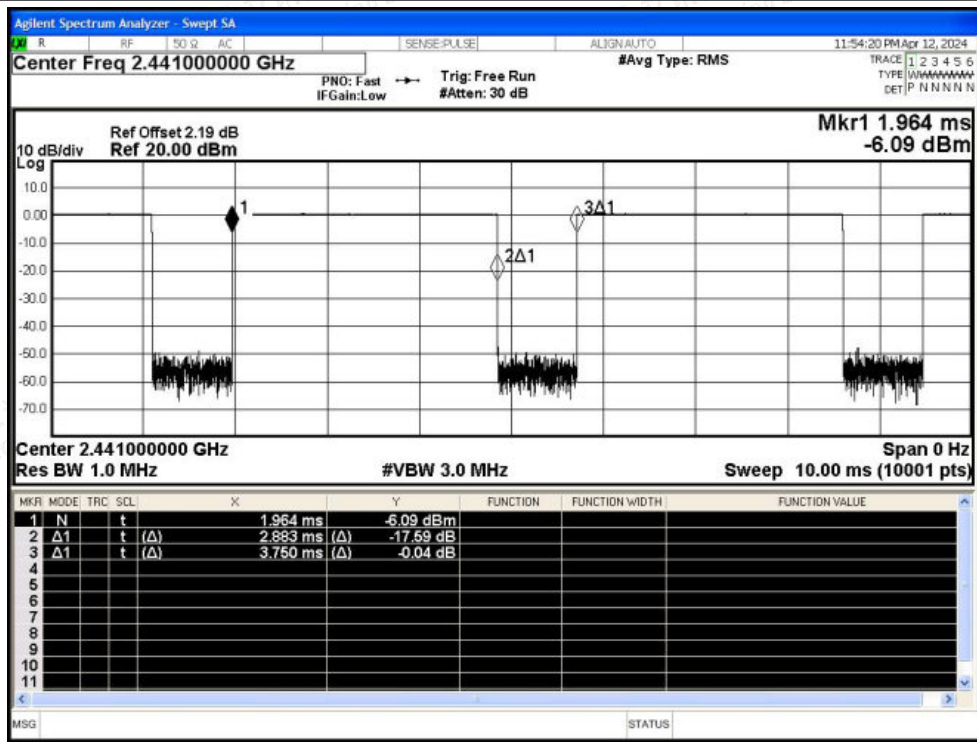 Agilent Spectrum Analyzer - Swept SA
LXI R RF 50 Ω AC SENSE:PULSE ALIGNAUTO 11:54:20 PM Apr 12, 2024
Center Freq 2.441000000 GHz #Avg Type: RMS TRACE 1 2 3 4 5 6
PNO: Fast Trig: Free Run TYPE WWWWWW
IFGain:Low #Atten: 30 dB DET P N N N N N
Mkr1 1.964 ms
Ref Offset 2.19 dB
10 dB/div Ref 20.00 dBm -6.09 dBm
Log
10.0
0.00
1
3Δ1
-10.0
2Δ1
-20.0
-30.0
-40.0
-50.0
-60.0
-70.0
Center 2.441000000 GHz Span 0 Hz
Res BW 1.0 MHz #VBW 3.0 MHz Sweep 10.00 ms (10001 pts)
MKR MODE TRC SCL X Y FUNCTION FUNCTION WIDTH FUNCTION VALUE
1 N t 1.964 ms -6.09 dBm
2 Δ1 t (Δ) 2.883 ms (Δ) -17.59 dB
3 Δ1 t (Δ) 3.750 ms (Δ) -0.04 dB
4
5
6
7
8
9
10
11
MSG STATUS